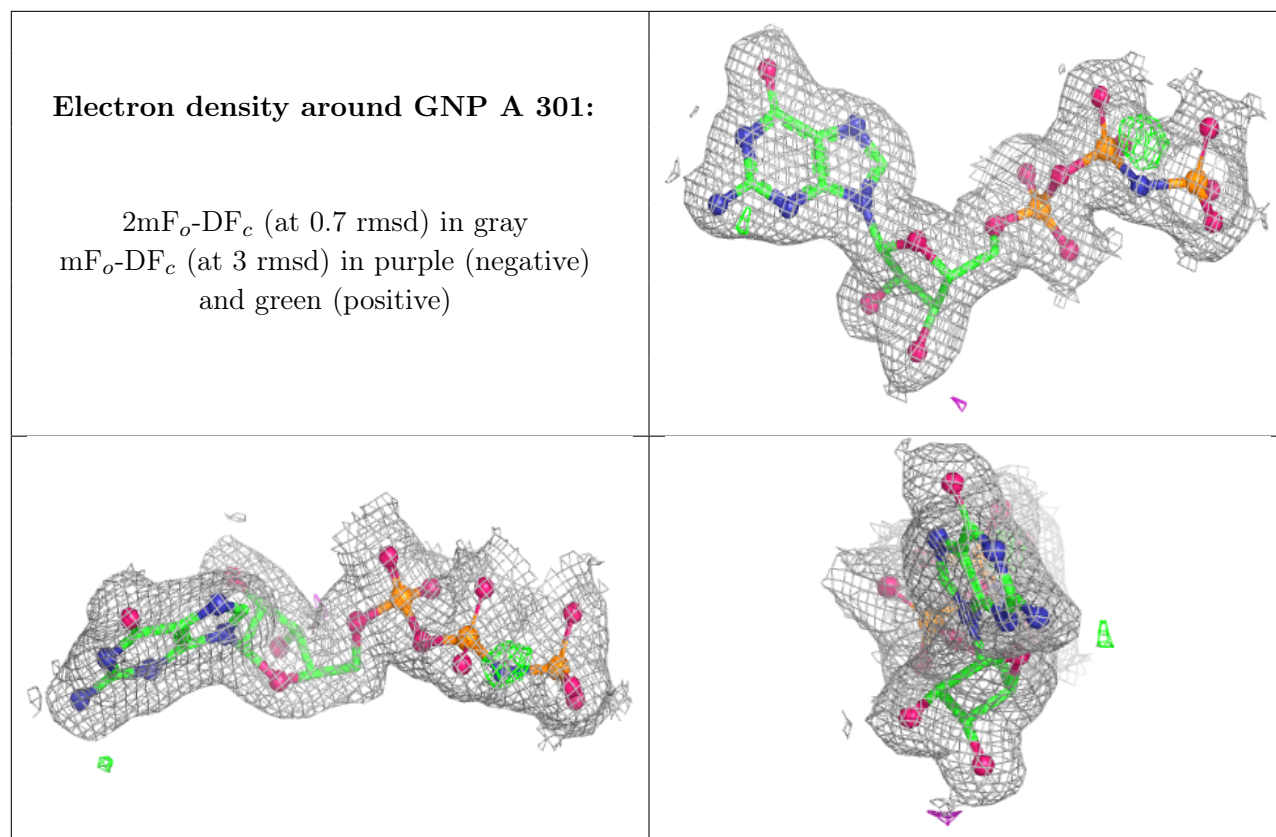 Electron density around GNP A 301:
2mFo-DFc (at 0.7 rmsd) in gray
mFo-DFc (at 3 rmsd) in purple (negative)
and green (positive)